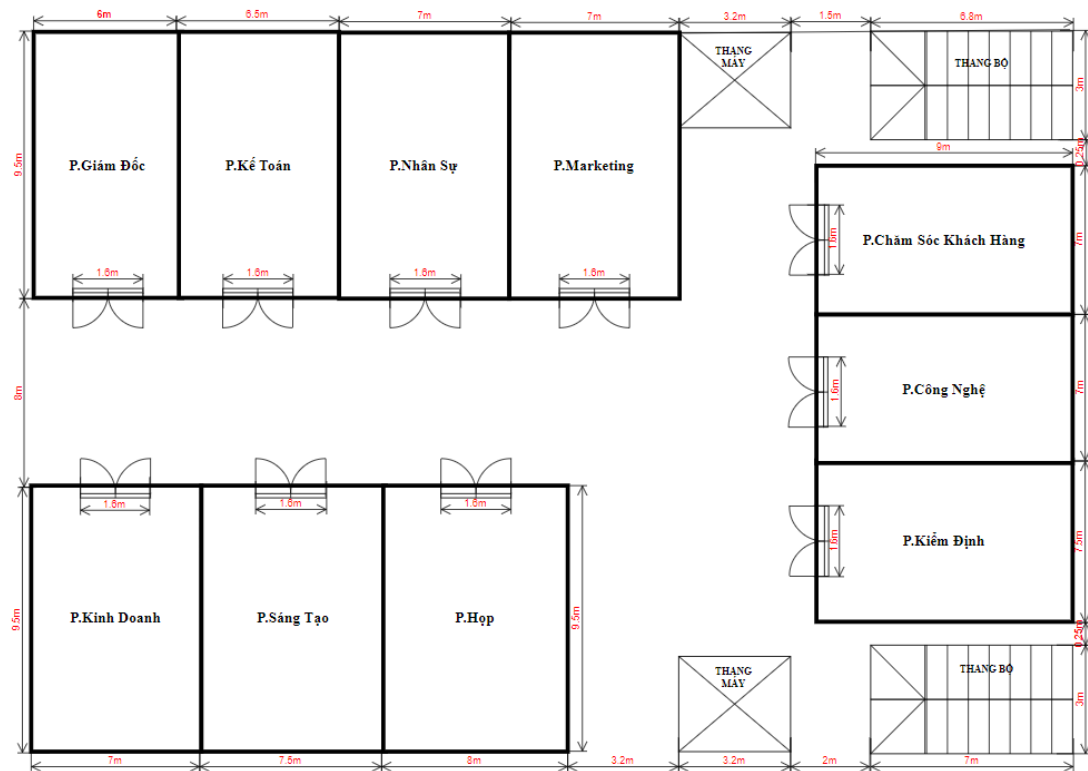 6m
6.5m
7m
7m
3.2m
1.5m
6.8m
THANG
MÁY
THANG BỘ
3m
0.25m
9m
9.5m
P.Giám Đốc
P.Kế Toán
P.Nhân Sự
P.Marketing
P.Chăm Sóc Khách Hàng
1.6m
7m
1.6m
1.6m
1.6m
1.6m
8m
P.Công Nghệ
1.6m
7m
1.6m
1.6m
1.6m
P.Kiểm Định
1.6m
7.5m
9.5m
P.Kinh Doanh
P.Sáng Tạo
P.Họp
9.5m
0.25m
THANG
MÁY
THANG BỘ
3m
7m
7.5m
8m
3.2m
3.2m
2m
7m